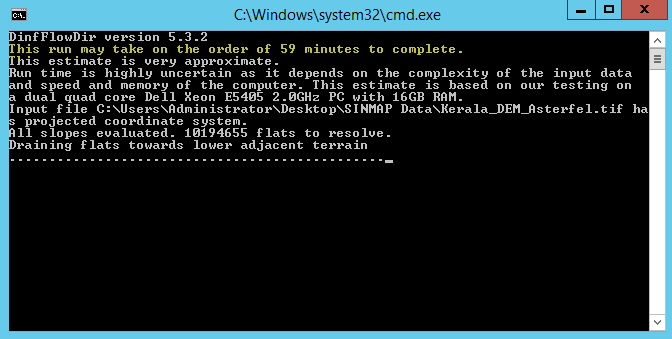 C:\Windows\system32\cmd.exe
DinfFlowDir version 5.3.2
This run may take on the order of 59 minutes to complete.
This estimate is very approximate.
Run time is highly uncertain as it depends on the complexity of the input data
and speed and memory of the computer. This estimate is based on our testing on
a dual quad core Dell Xeon E5405 2.0GHz PC with 16GB RAM.
Input file C:\Users\Administrator\Desktop\SINMAP Data\Kerala_DEM_Asterfel.tif ha
s projected coordinate system.
All slopes evaluated. 10194655 flats to resolve.
Draining flats towards lower adjacent terrain
--------------------------------------------------_